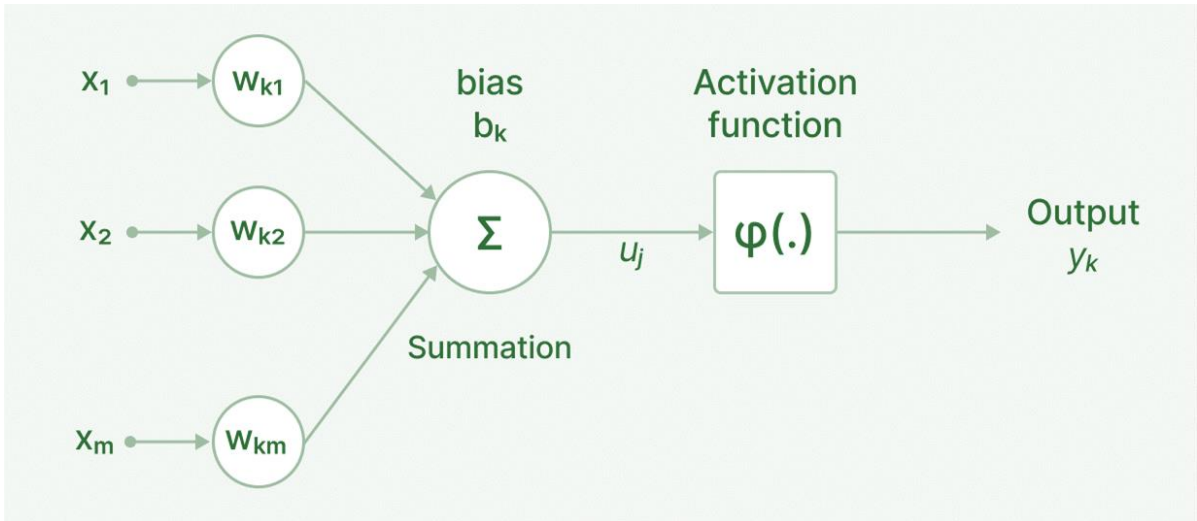 x₁
wₖ₁
bias
bₖ
Activation
function
x₂
wₖ₂
Σ
uⱼ
φ(.)
Output
yₖ
Summation
xₘ
wₖₘ